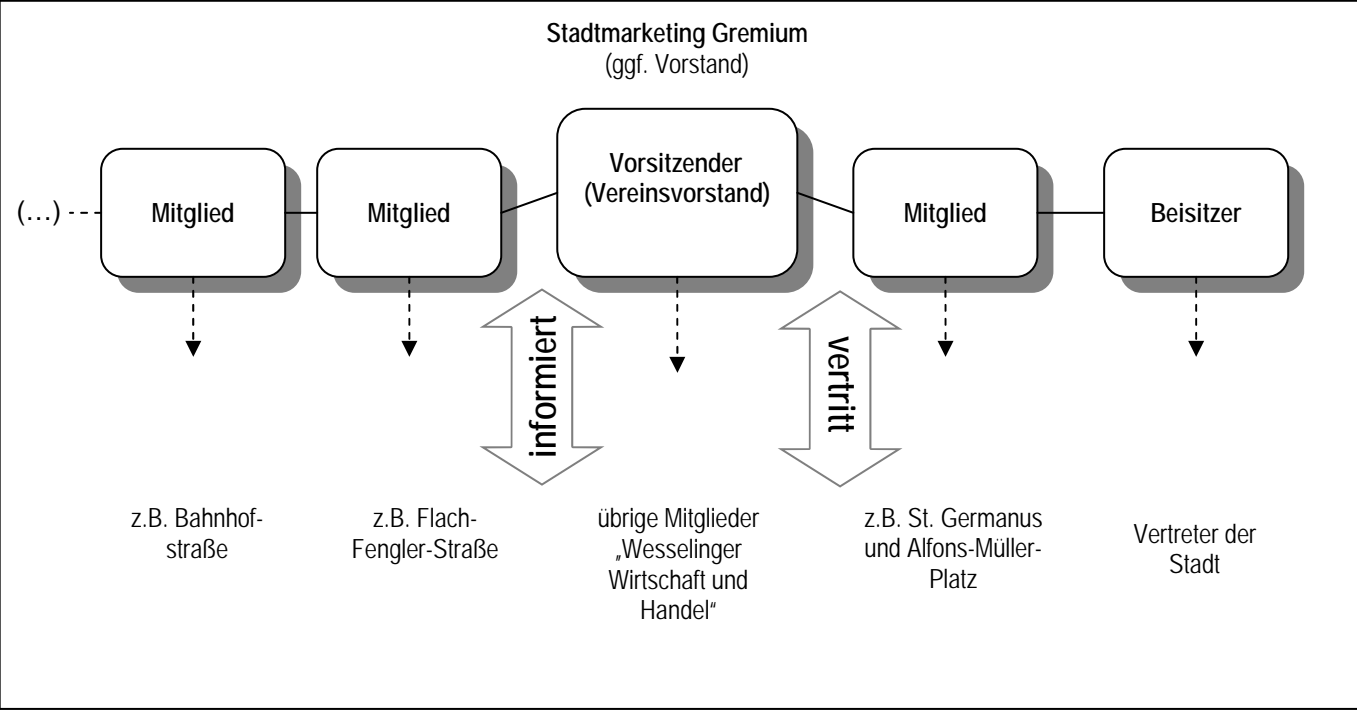 Stadtmarketing Gremium
(ggf. Vorstand)
(…)
Mitglied
Mitglied
Vorsitzender
(Vereinsvorstand)
Mitglied
Beisitzer
informiert
vertritt
z.B. Bahnhof-
straße
z.B. Flach-
Fengler-Straße
übrige Mitglieder
„Wesselinger
Wirtschaft und
Handel“
z.B. St. Germanus
und Alfons-Müller-
Platz
Vertreter der
Stadt